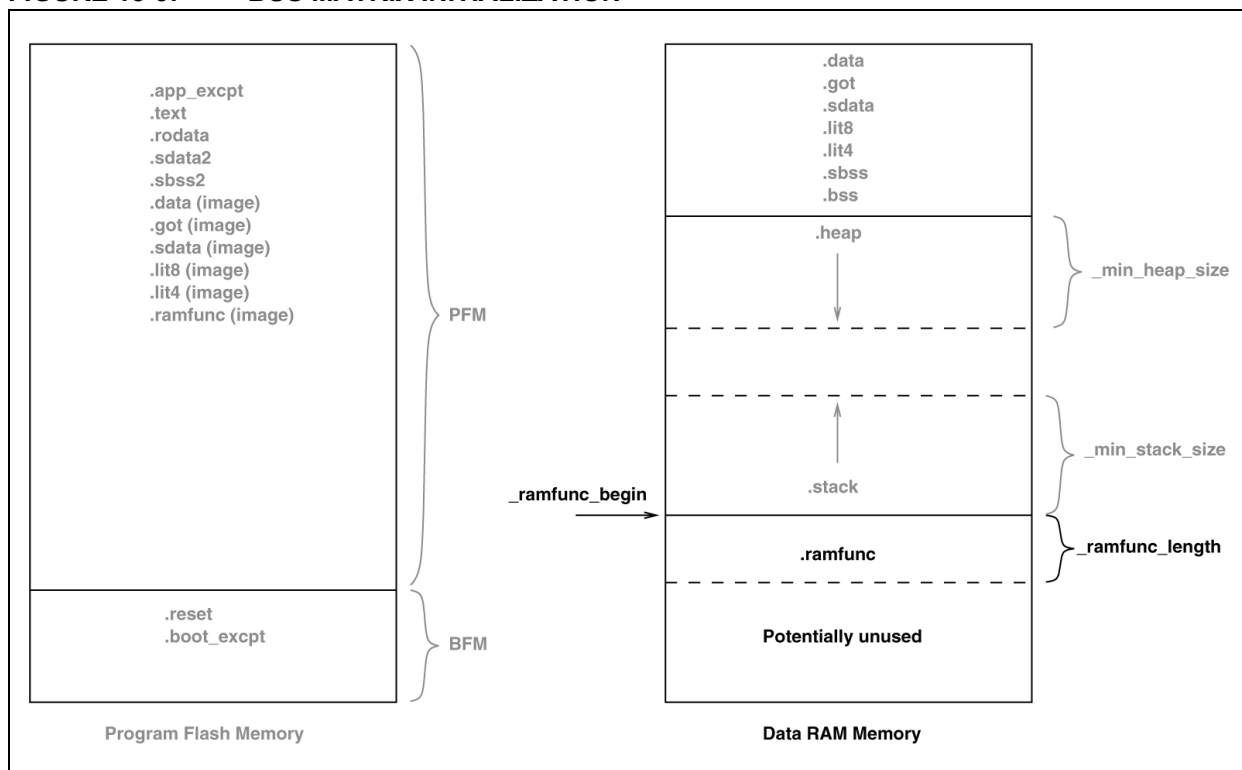 .app_excpt
.text
.rodata
.sdata2
.sbss2
.data (image)
.got (image)
.sdata (image)
.lit8 (image)
.lit4 (image)
.ramfunc (image)
PFM
.reset
.boot_excpt
BFM
Program Flash Memory
.data
.got
.sdata
.lit8
.lit4
.sbss
.bss
.heap
_min_heap_size
_min_stack_size
.stack
_ramfunc_begin
.ramfunc
_ramfunc_length
Potentially unused
Data RAM Memory